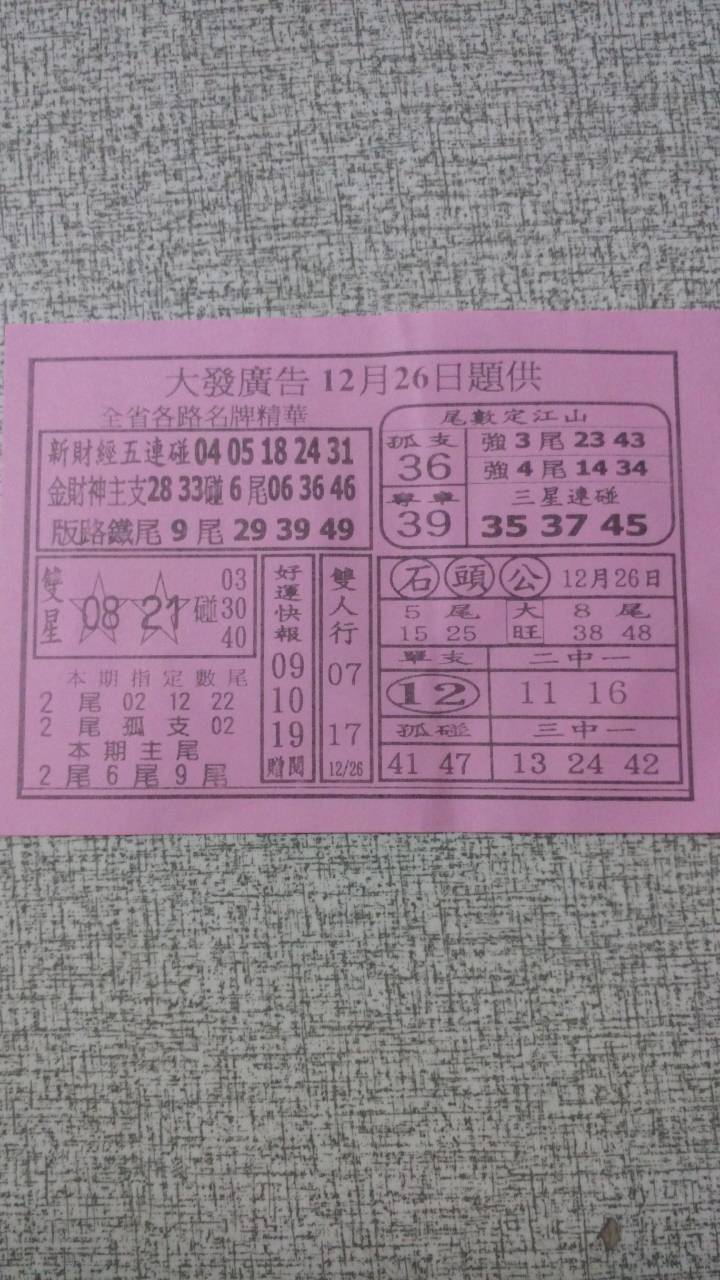 大發廣告 12月26日題供
全省各路名牌精華
新財經五連碰 04 05 18 24 31
金財神主支 28 33 碰 6 尾 06 36 46
版路鐵尾 9 尾 29 39 49
尾數定江山
孤支
36
強 3 尾 23 43
強 4 尾 14 34
專車
39
三星連碰
35 37 45
雙星
08 21 碰
03
30
40
本期指定數尾
2 尾 02 12 22
2 尾 孤 支 02
本 期 主 尾
2 尾 6 尾 9 尾
好運快報
09
10
19
贈閱
雙人行
07
17
12/26
石 頭 公 12月26日
5 尾 大 8 尾
15 25 旺 38 48
單支 二中一
12 11 16
孤碰 三中一
41 47 13 24 42